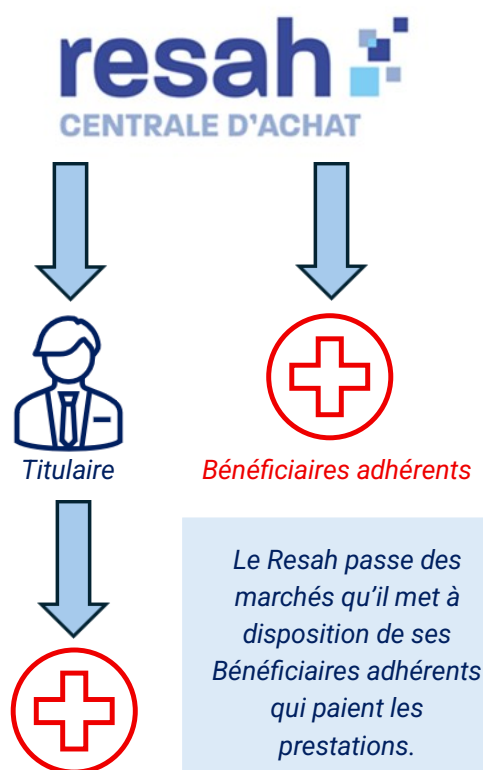 resah
CENTRALE D'ACHAT
Titulaire
Bénéficiaires adhérents
Le Resah passe des
marchés qu'il met à
disposition de ses
Bénéficiaires adhérents
qui paient les
prestations.